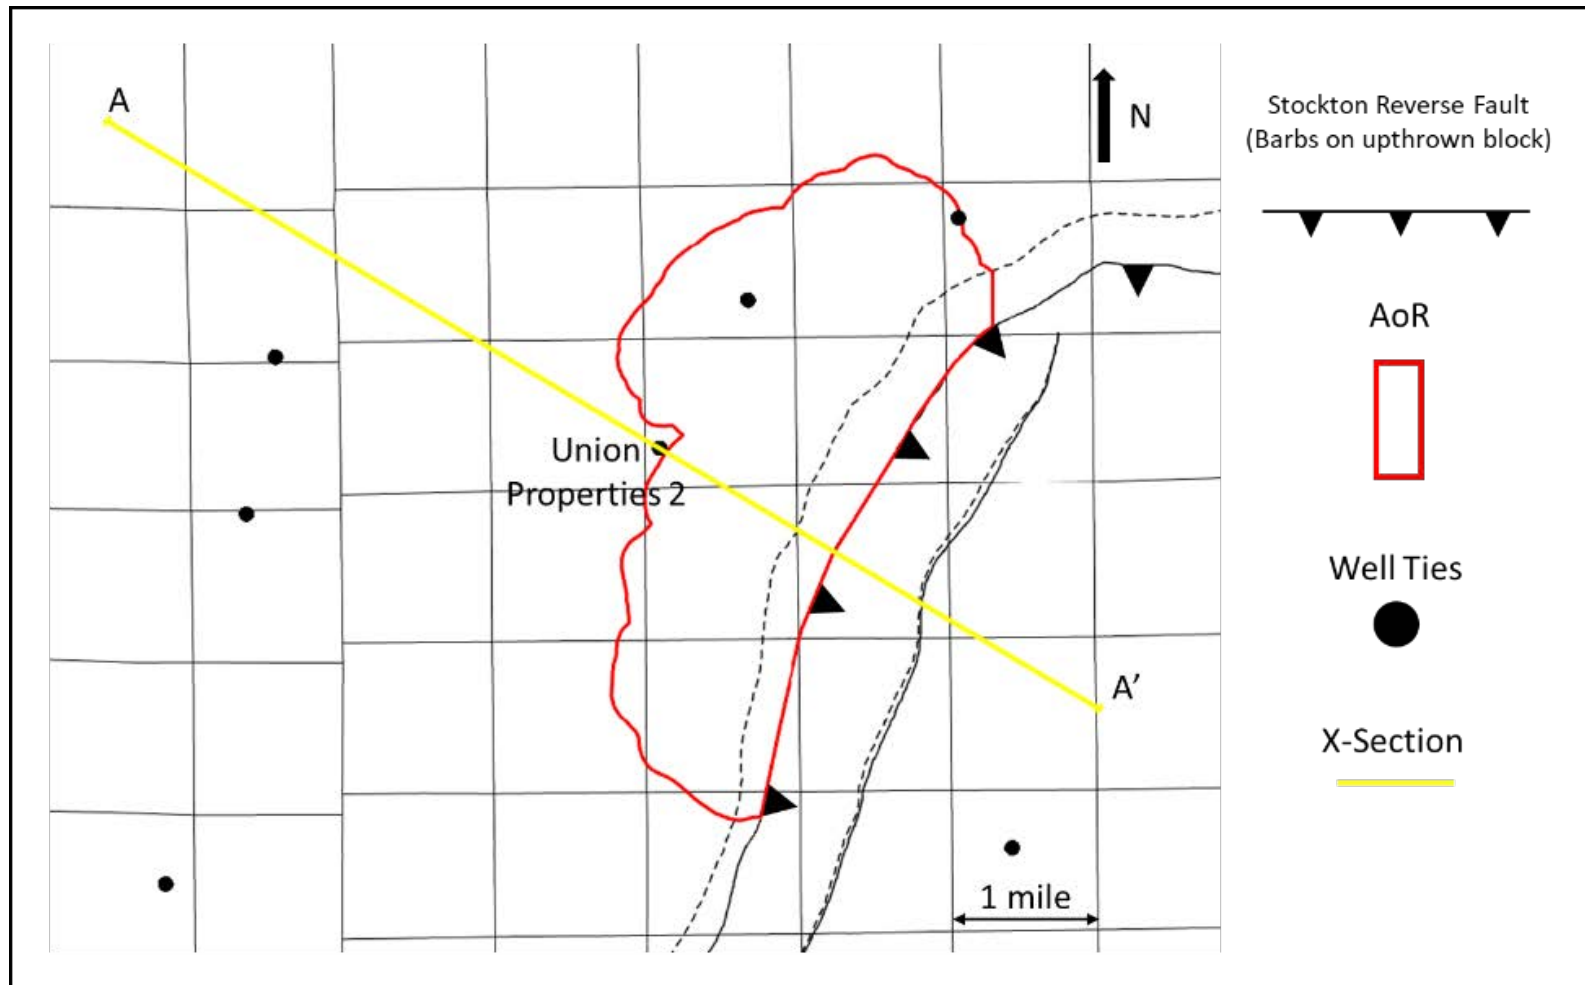 A
N
Stockton Reverse Fault
(Barbs on upthrown block)
AoR
Union
Properties 2
Well Ties
A’
X-Section
1 mile